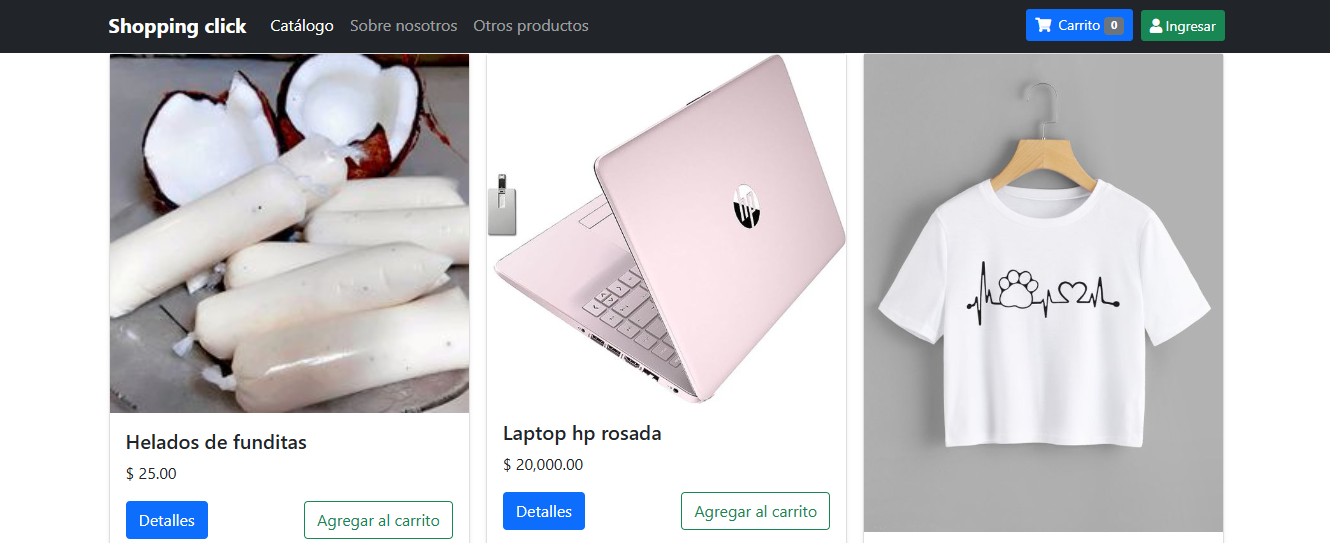 Shopping click
Catálogo
Sobre nosotros
Otros productos
Carrito 0
Ingresar
hp
Helados de funditas
$ 25.00
Detalles
Agregar al carrito
Laptop hp rosada
$ 20,000.00
Detalles
Agregar al carrito